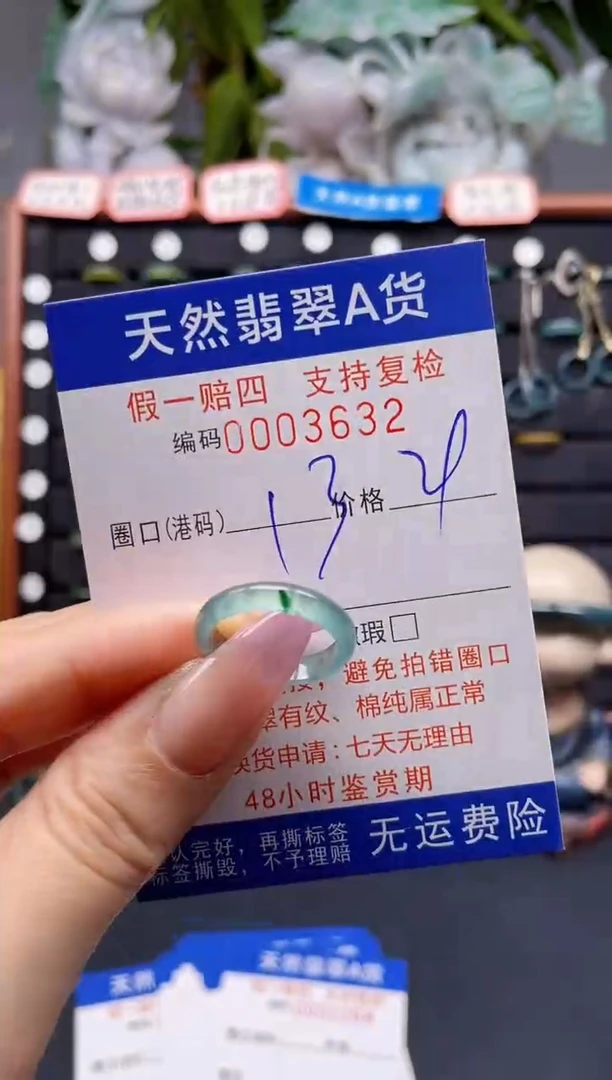 天然翡翠A货
假一赔四 支持复检
编码0003632
圈口(港码) 13 价格 4
瑕□
避免拍错圈口
有纹、棉纯属正常
换货申请:七天无理由
48小时鉴赏期
认完好,再撕标签 无运费险
标签撕毁,不予理赔
天然
天然翡翠A货